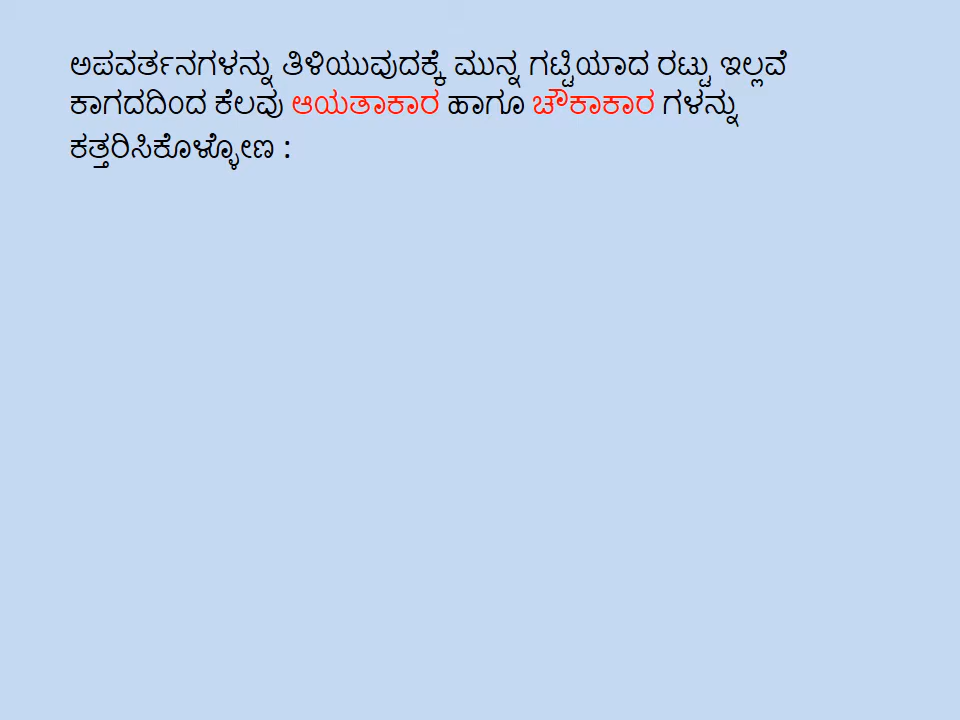 ಅಪವರ್ತನಗಳನ್ನು ತಿಳಿಯುವುದಕ್ಕೆ ಮುನ್ನ ಗಟ್ಟಿಯಾದ ರಟ್ಟು ಇಲ್ಲವೆ
ಕಾಗದದಿಂದ ಕೆಲವು ಆಯತಾಕಾರ ಹಾಗೂ ಚೌಕಾಕಾರ ಗಳನ್ನು
ಕತ್ತರಿಸಿಕೊಳ್ಳೋಣ :